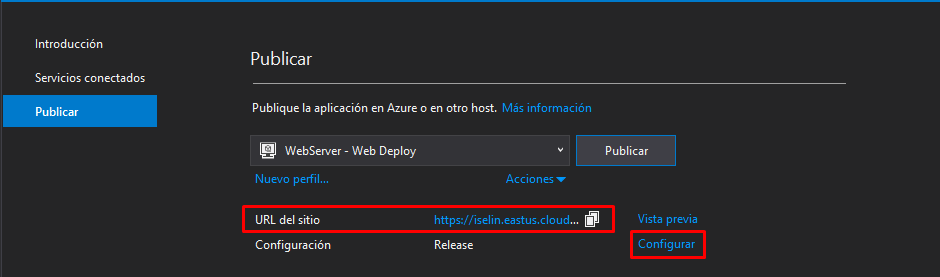 Introducción
Servicios conectados
Publicar
Publicar
Publique la aplicación en Azure o en otro host. Más información
WebServer - Web Deploy
Publicar
Nuevo perfil...
Acciones
URL del sitio https://iselin.eastus.cloud... Vista previa
Configuración Release Configurar